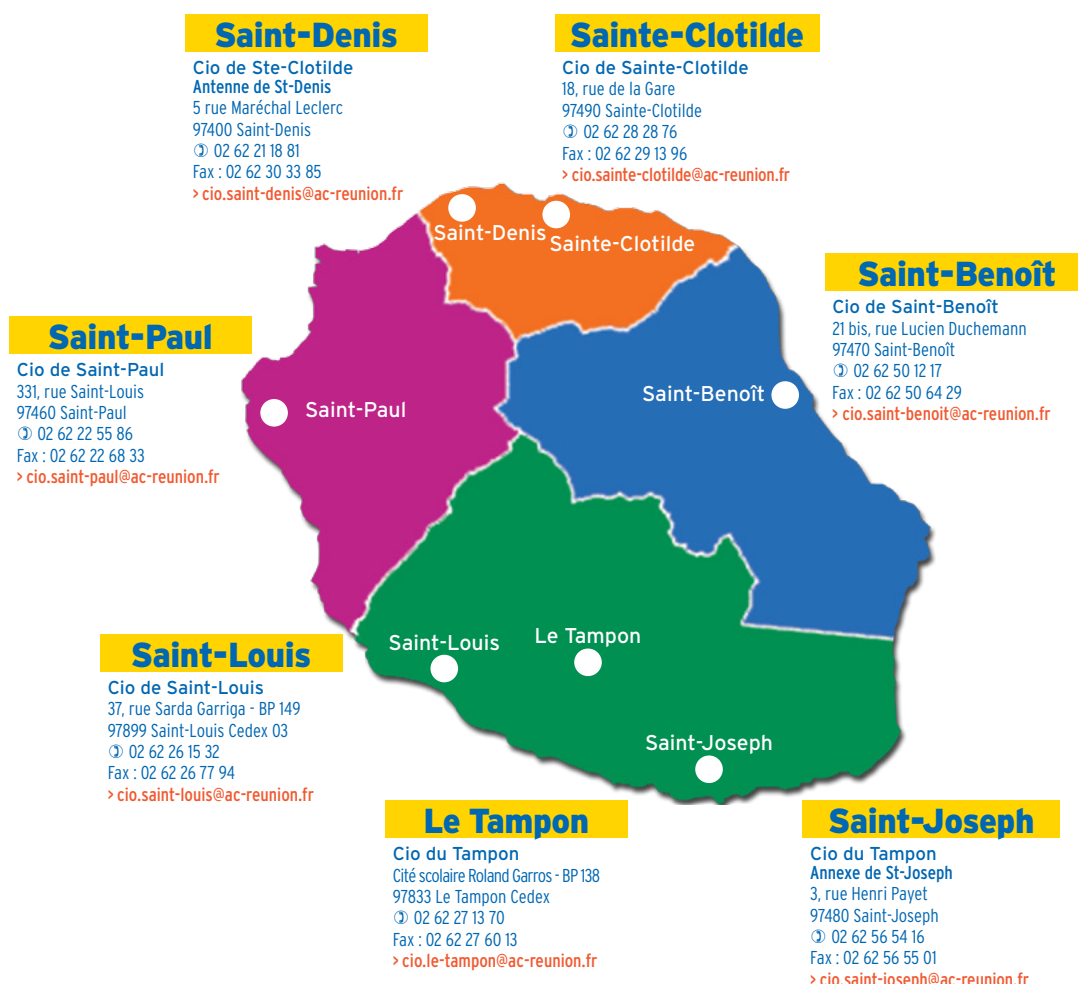 Saint-Denis
Cio de Ste-Clotilde
Antenne de St-Denis
5 rue Maréchal Leclerc
97400 Saint-Denis
✆ 02 62 21 18 81
Fax : 02 62 30 33 85
> cio.saint-denis@ac-reunion.fr
Sainte-Clotilde
Cio de Sainte-Clotilde
18, rue de la Gare
97490 Sainte-Clotilde
✆ 02 62 28 28 76
Fax : 02 62 29 13 96
> cio.sainte-clotilde@ac-reunion.fr
Saint-Denis
Sainte-Clotilde
Saint-Benoît
Cio de Saint-Benoît
21 bis, rue Lucien Duchemann
97470 Saint-Benoît
✆ 02 62 50 12 17
Fax : 02 62 50 64 29
> cio.saint-benoit@ac-reunion.fr
Saint-Paul
Cio de Saint-Paul
331, rue Saint-Louis
97460 Saint-Paul
✆ 02 62 22 55 86
Fax : 02 62 22 68 33
> cio.saint-paul@ac-reunion.fr
Saint-Paul
Saint-Benoît
Saint-Louis
Le Tampon
Saint-Joseph
Saint-Louis
Cio de Saint-Louis
37, rue Sarda Garriga - BP 149
97899 Saint-Louis Cedex 03
✆ 02 62 26 15 32
Fax : 02 62 26 77 94
> cio.saint-louis@ac-reunion.fr
Le Tampon
Cio du Tampon
Cité scolaire Roland Garros - BP 138
97833 Le Tampon Cedex
✆ 02 62 27 13 70
Fax : 02 62 27 60 13
> cio.le-tampon@ac-reunion.fr
Saint-Joseph
Cio du Tampon
Annexe de St-Joseph
3, rue Henri Payet
97480 Saint-Joseph
✆ 02 62 56 54 16
Fax : 02 62 56 55 01
> cio.saint-joseph@ac-reunion.fr